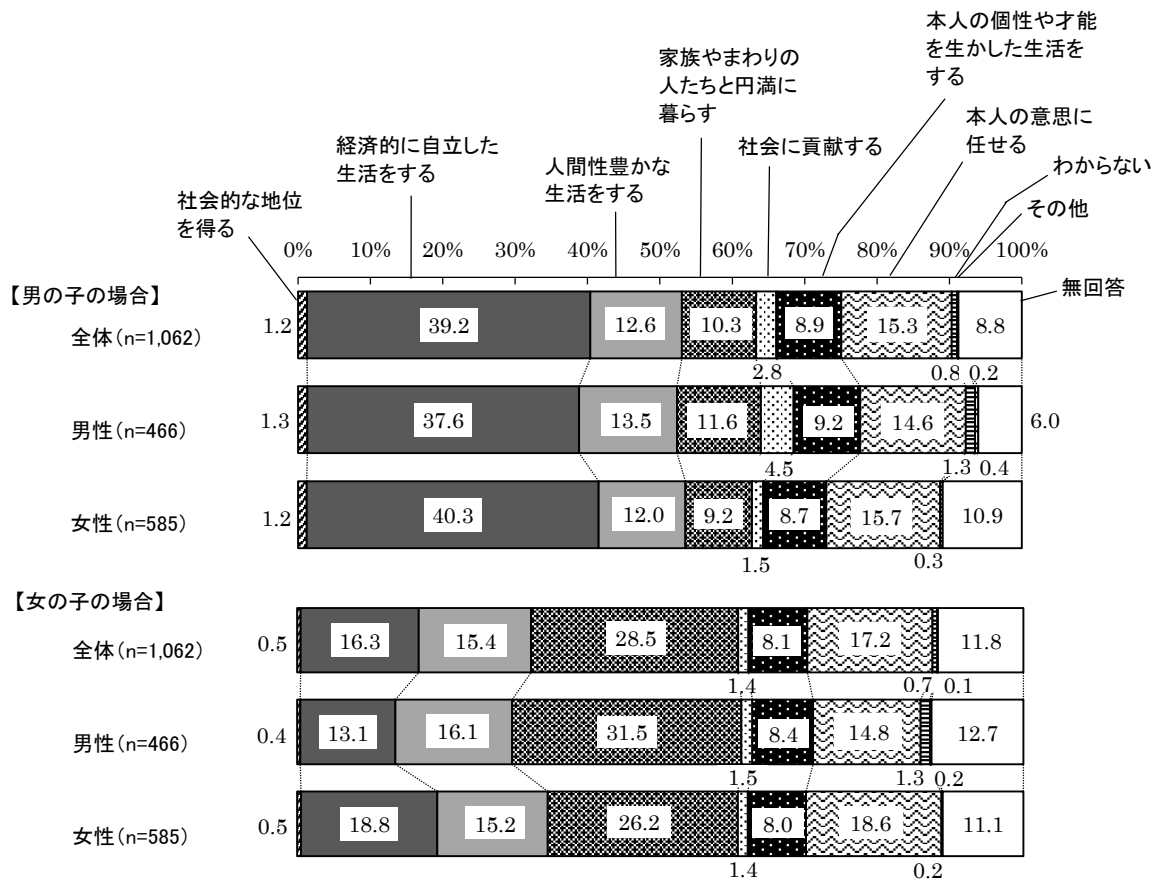 本人の個性や才能
を生かした生活を
する
家族やまわりの
人たちと円満に
暮らす
本人の意思に
任せる
経済的に自立した
生活をする
社会に貢献する
人間性豊かな
生活をする
わからない
社会的な地位
を得る
その他
0% 10% 20% 30% 40% 50% 60% 70% 80% 90% 100%
【男の子の場合】
無回答
全体(n=1,062) 1.2 39.2 12.6 10.3 8.9 15.3 8.8
2.8 0.8 0.2
男性(n=466) 1.3 37.6 13.5 11.6 9.2 14.6 6.0
4.5 1.3 0.4
女性(n=585) 1.2 40.3 12.0 9.2 8.7 15.7 10.9
1.5 0.3
【女の子の場合】
全体(n=1,062) 0.5 16.3 15.4 28.5 8.1 17.2 11.8
1.4 0.7 0.1
男性(n=466) 0.4 13.1 16.1 31.5 8.4 14.8 12.7
1.5 1.3 0.2
女性(n=585) 0.5 18.8 15.2 26.2 8.0 18.6 11.1
1.4 0.2